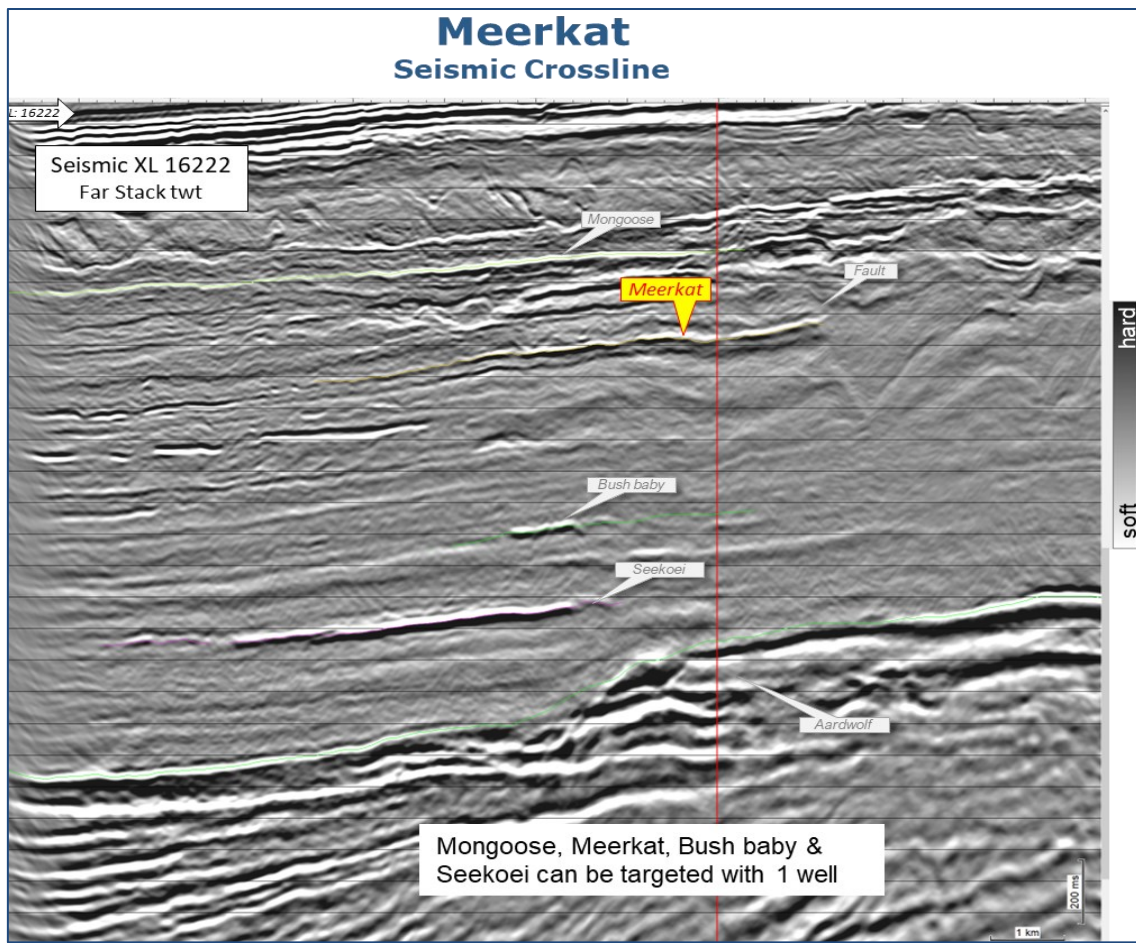 Meerkat
Seismic Crossline
L: 16222
Seismic XL 16222
Far Stack twt
Mongoose
Fault
Meerkat
hard
soft
Bush baby
Seekoei
Aardwolf
Mongoose, Meerkat, Bush baby &
Seekoei can be targeted with 1 well
200 ms
1 km